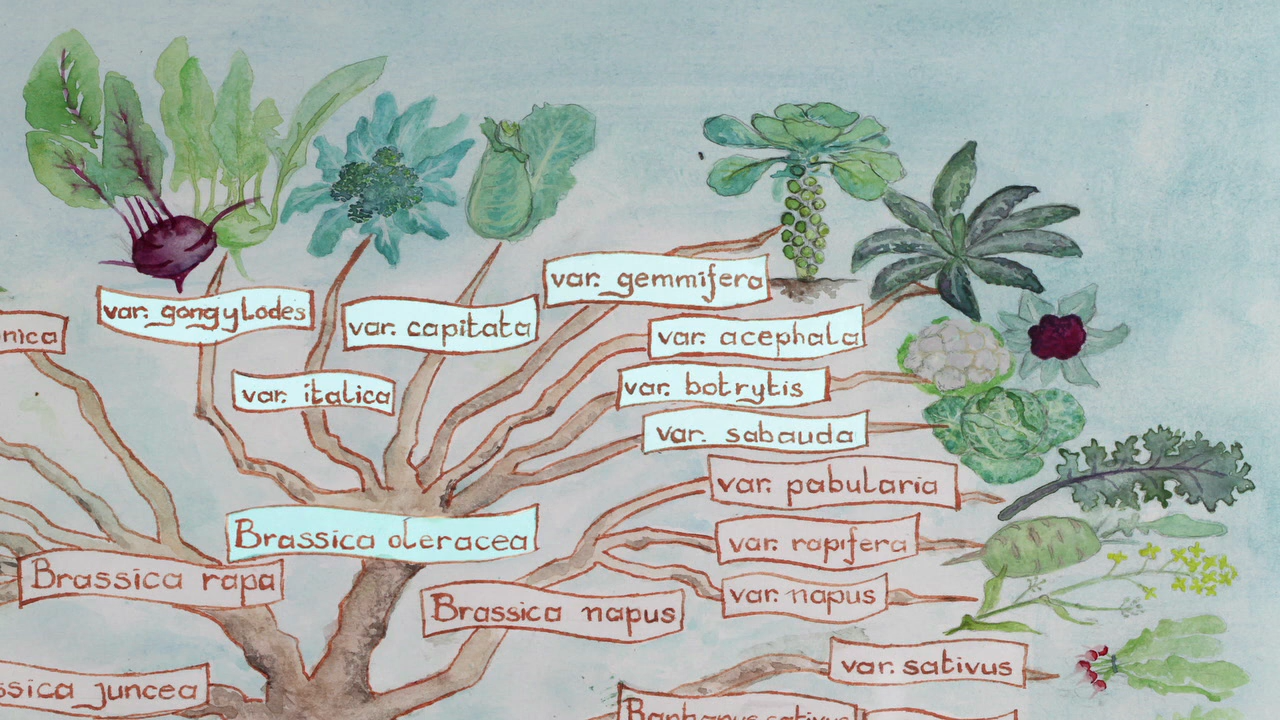 var. gemmifera
var. gongylodes
var. capitata
var. acephala
nica
var. italica
var. botrytis
var. sabauda
var. pabularia
Brassica oleracea
var. rapifera
Brassica rapa
var. napus
Brassica napus
var. sativus
ssica juncea